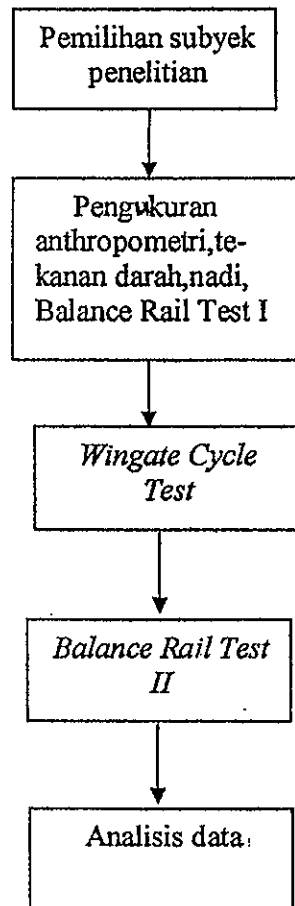 Pemilihan subyek
penelitian
Pengukuran
anthropometri,te-
kanan darah,nadi,
Balance Rail Test I
Wingate Cycle
Test
Balance Rail Test
II
Analisis data